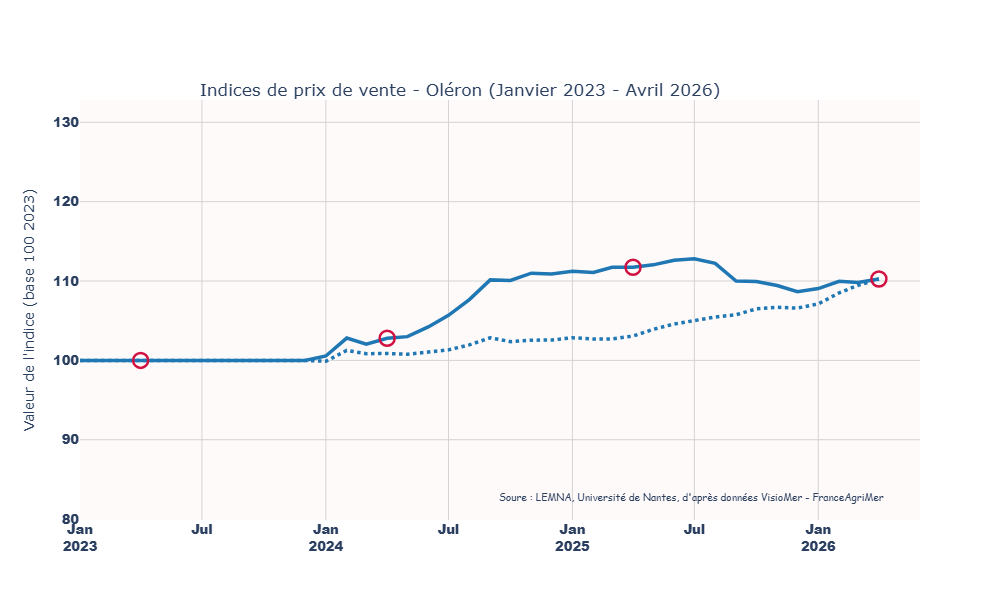 Indices de prix de vente - Oléron (Janvier 2023 - Avril 2026)
Valeur de l'indice (base 100 2023)
130
120
110
100
90
80
Soure : LEMNA, Université de Nantes, d'après données VisioMer - FranceAgriMer
Jan Jul Jan Jul Jan Jul Jan
2023 2024 2025 2026